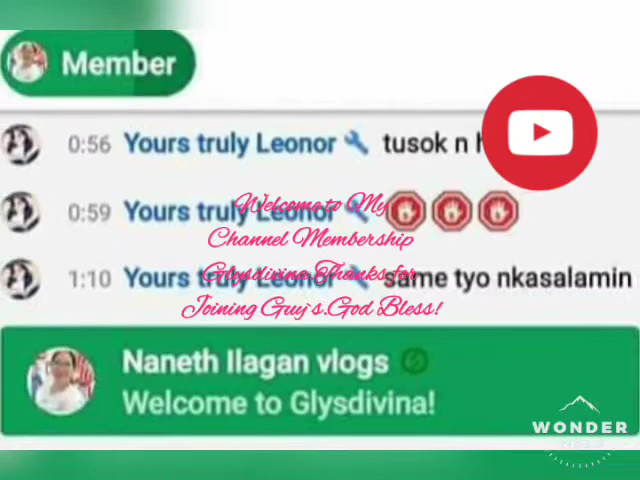 Member
0:56 Yours truly Leonor tusok n
0:59 Yours truly Leonor
1:10 Yours truly Leonor same tyo nkasalamin
Welcome to My
Channel Membership
Glysdivina.Thanks for
Joining Guy's.God Bless!
Naneth Ilagan vlogs
Welcome to Glysdivina!
WONDER